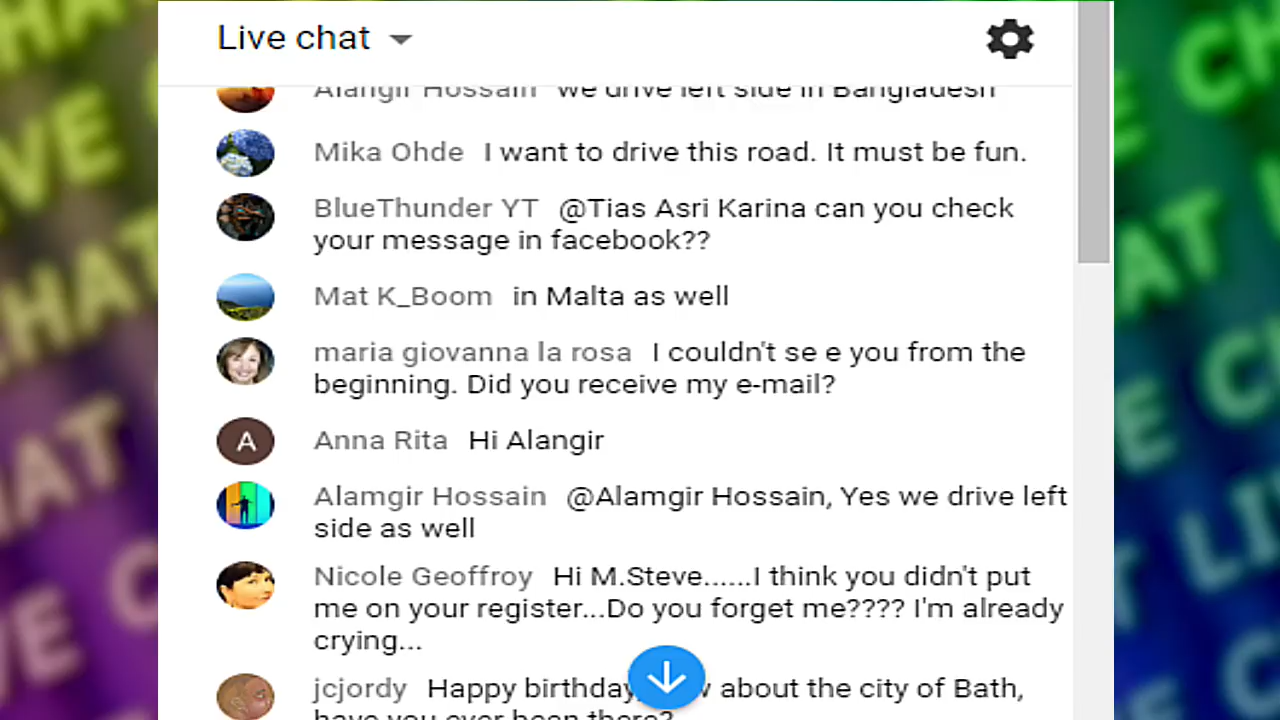 Live chat
Alangir Hossain we drive left side in Bangladesh
Mika Ohde I want to drive this road. It must be fun.
BlueThunder YT @Tias Asri Karina can you check
your message in facebook??
Mat K_Boom in Malta as well
maria giovanna la rosa I couldn't se e you from the
beginning. Did you receive my e-mail?
A Anna Rita Hi Alangir
Alamgir Hossain @Alamgir Hossain, Yes we drive left
side as well
Nicole Geoffroy Hi M.Steve......I think you didn't put
me on your register...Do you forget me???? I'm already
crying...
jcjordy Happy birthday, about the city of Bath,
have you ever been there?